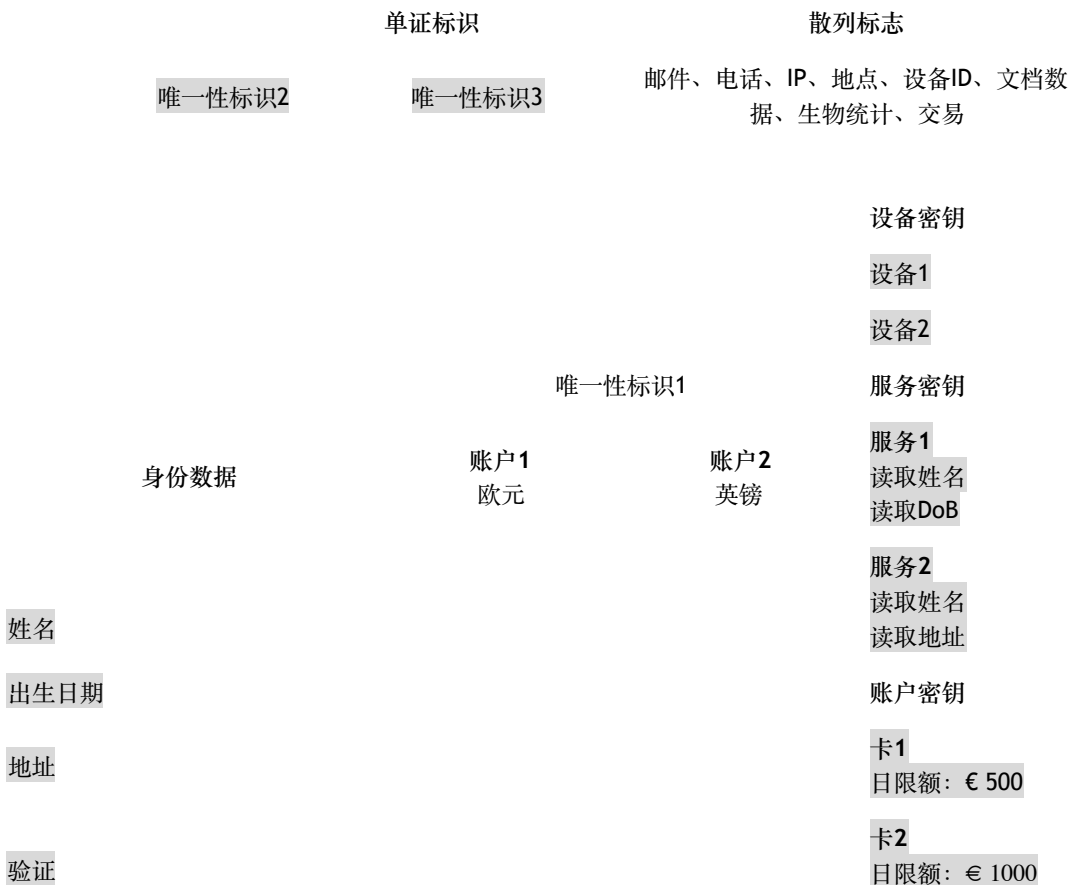 单证标识
散列标志
唯一性标识2
唯一性标识3
邮件、电话、IP、地点、设备ID、文档数
据、生物统计、交易
设备密钥
设备1
设备2
唯一性标识1
服务密钥
身份数据
账户1
欧元
账户2
英镑
服务1
读取姓名
读取DoB
服务2
读取姓名
读取地址
姓名
出生日期
账户密钥
地址
卡1
日限额：€ 500
验证
卡2
日限额：€ 1000